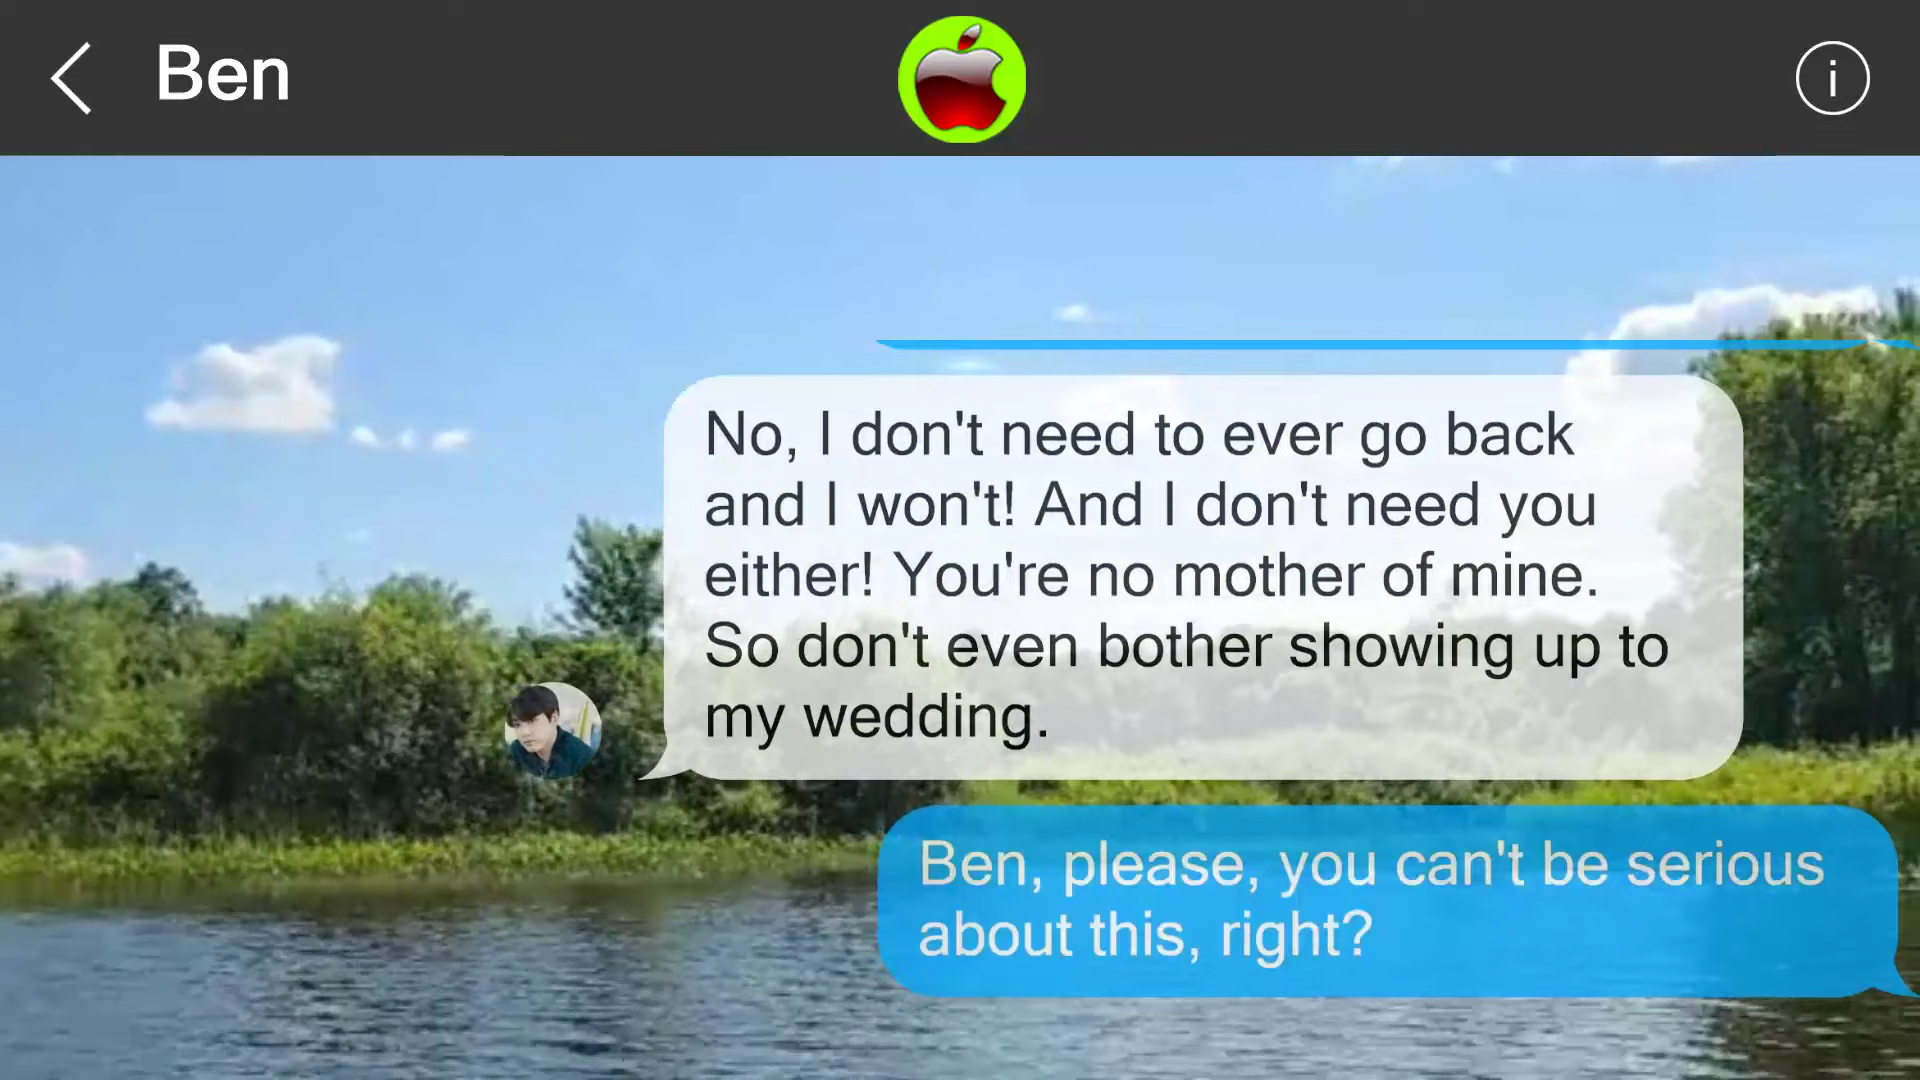 Ben
No, I don't need to ever go back
and I won't! And I don't need you
either! You're no mother of mine.
So don't even bother showing up to
my wedding.
Ben, please, you can't be serious
about this, right?